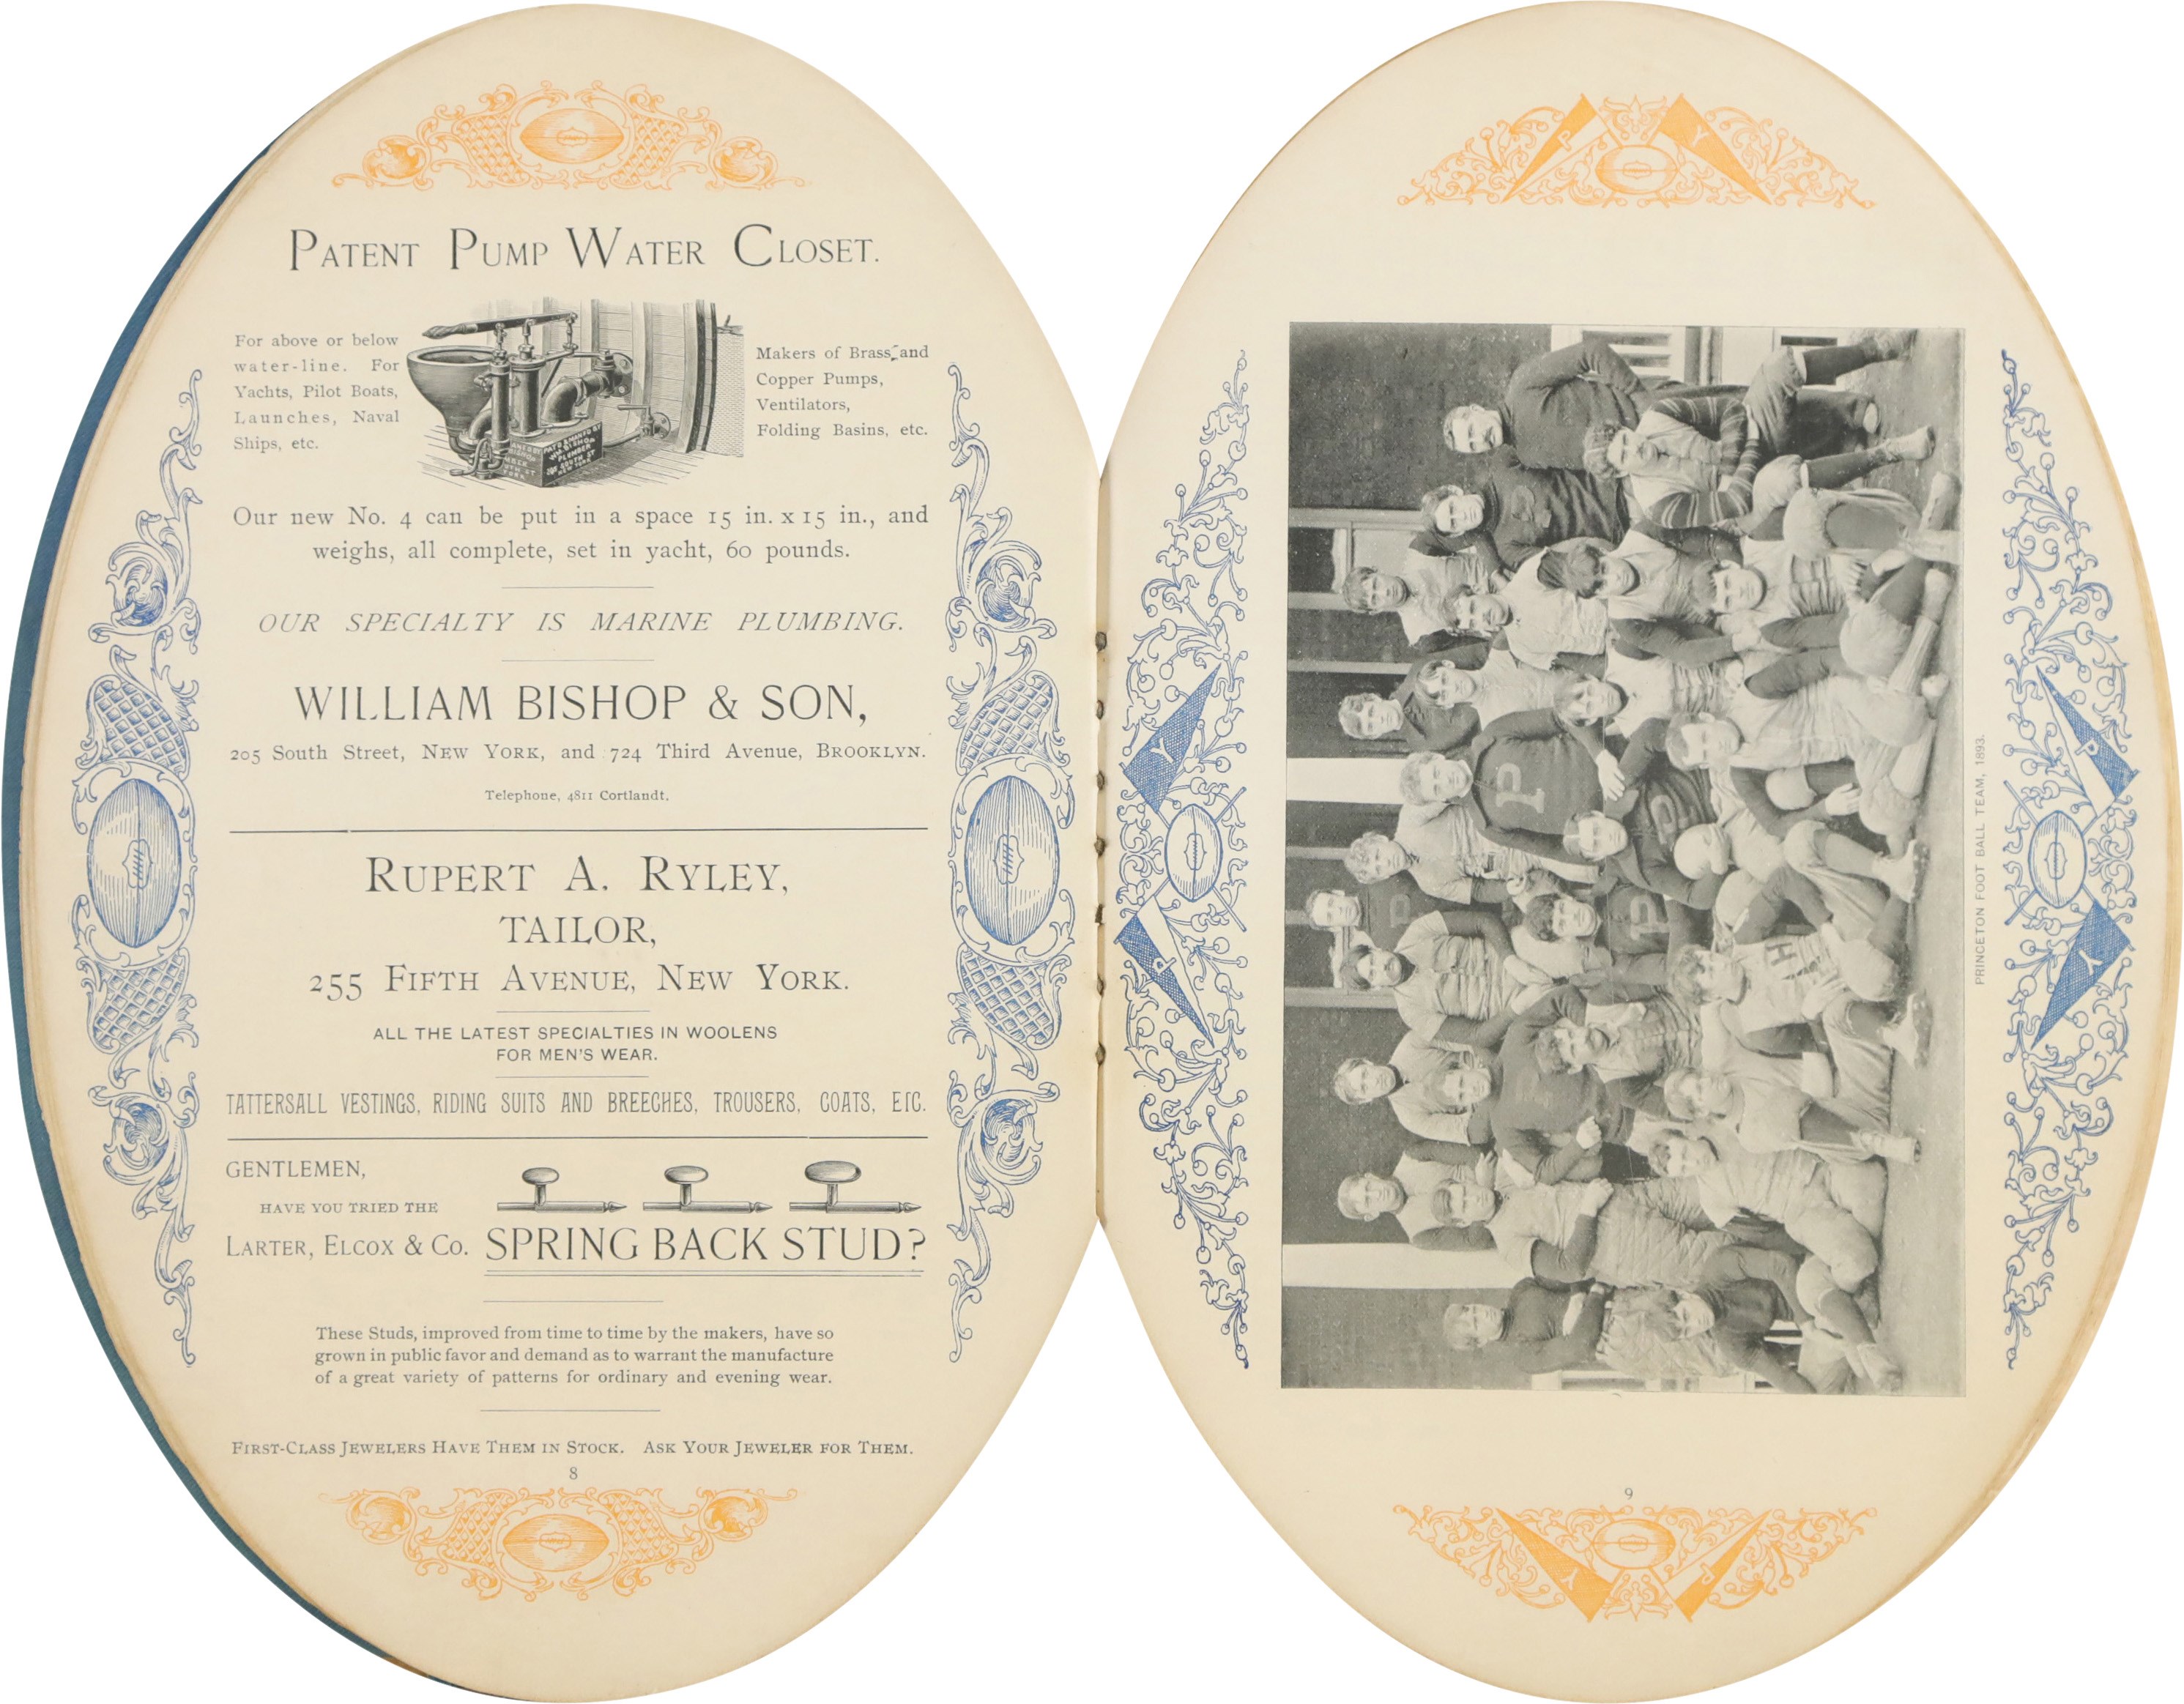 PATENT PUMP WATER CLOSET.
For above or below
water-line. For
Yachts, Pilot Boats,
Launches, Naval
Ships, etc.
Makers of Brass and
Copper Pumps,
Ventilators,
Folding Basins, etc.
PLUMBER
205 SOUTH ST
NEW YORK
Our new No. 4 can be put in a space 15 in. x 15 in., and
weighs, all complete, set in yacht, 60 pounds.
OUR SPECIALTY IS MARINE PLUMBING.
WILLIAM BISHOP & SON,
205 South Street, NEW YORK, and 724 Third Avenue, BROOKLYN.
Telephone, 4811 Cortlandt.
RUPERT A. RYLEY,
TAILOR,
255 FIFTH AVENUE, NEW YORK.
ALL THE LATEST SPECIALTIES IN WOOLENS
FOR MEN'S WEAR.
TATTERSALL VESTINGS, RIDING SUITS AND BREECHES, TROUSERS, COATS, ETC.
GENTLEMEN,
HAVE YOU TRIED THE
LARTER, ELCOX & CO. SPRING BACK STUD?
These Studs, improved from time to time by the makers, have so
grown in public favor and demand as to warrant the manufacture
of a great variety of patterns for ordinary and evening wear.
FIRST-CLASS JEWELERS HAVE THEM IN STOCK. ASK YOUR JEWELER FOR THEM.
8
P
Y
Y
P
P
Y
P
P
P
H
PRINCETON FOOT BALL TEAM, 1893.
9
Y
P